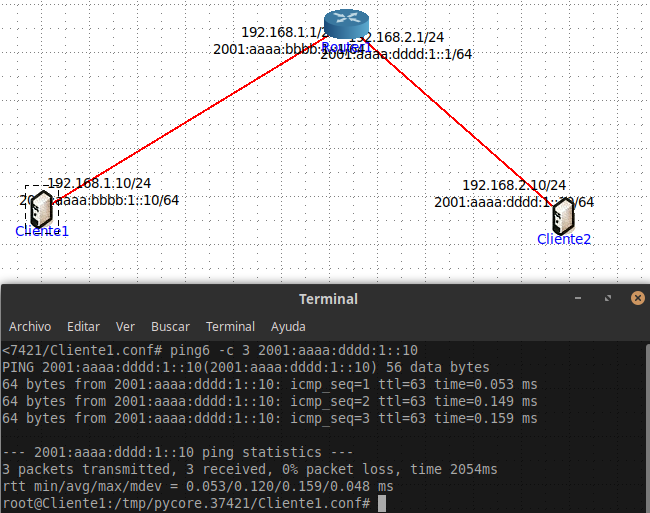 192.168.1.1/2
192.168.2.1/24
Router1
2001:aaaa:bbbb:1::1/64
2001:aaaa:dddd:1::1/64
192.168.1.10/24
aaaa:bbbb:1::10/64
Cliente1
192.168.2.10/24
2001:aaaa:dddd:1::10/64
Cliente2
Terminal
Archivo Editar Ver Buscar Terminal Ayuda
<7421/Cliente1.conf# ping6 -c 3 2001:aaaa:dddd:1::10
PING 2001:aaaa:dddd:1::10(2001:aaaa:dddd:1::10) 56 data bytes
64 bytes from 2001:aaaa:dddd:1::10: icmp_seq=1 ttl=63 time=0.053 ms
64 bytes from 2001:aaaa:dddd:1::10: icmp_seq=2 ttl=63 time=0.149 ms
64 bytes from 2001:aaaa:dddd:1::10: icmp_seq=3 ttl=63 time=0.159 ms
--- 2001:aaaa:dddd:1::10 ping statistics ---
3 packets transmitted, 3 received, 0% packet loss, time 2054ms
rtt min/avg/max/mdev = 0.053/0.120/0.159/0.048 ms
root@Cliente1:/tmp/pycore.37421/Cliente1.conf#